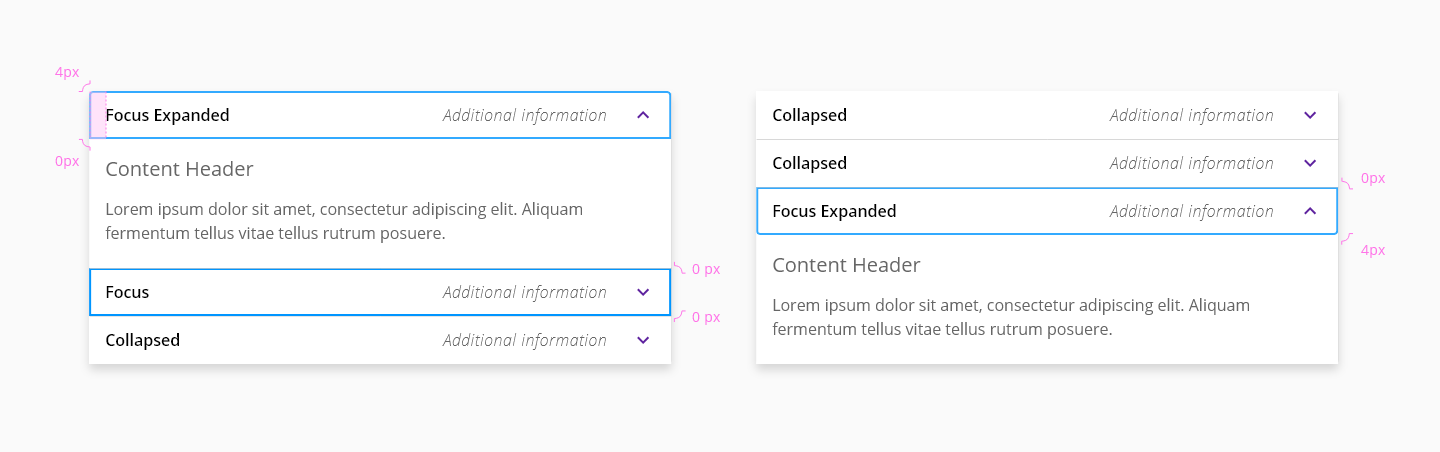 4px
Focus Expanded Additional information
0px
Content Header
Lorem ipsum dolor sit amet, consectetur adipiscing elit. Aliquam
fermentum tellus vitae tellus rutrum posuere.
0 px
Focus Additional information
0 px
Collapsed Additional information
Collapsed Additional information
Collapsed Additional information
0px
Focus Expanded Additional information
4px
Content Header
Lorem ipsum dolor sit amet, consectetur adipiscing elit. Aliquam
fermentum tellus vitae tellus rutrum posuere.